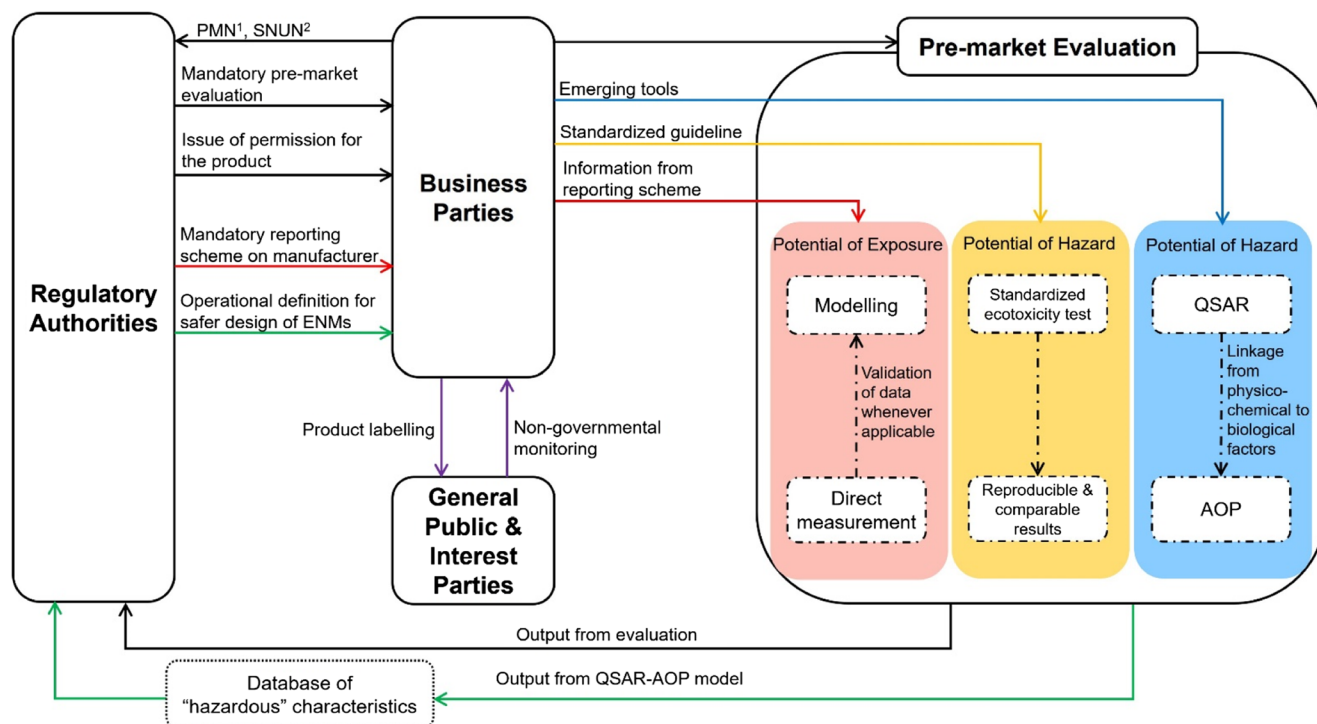 PMN¹, SNUN²
Mandatory pre-market
evaluation
Issue of permission for
the product
Mandatory reporting
scheme on manufacturer
Operational definition for
safer design of ENMs
Regulatory
Authorities
Business
Parties
Product labelling
Non-governmental
monitoring
General
Public &
Interest
Parties
Pre-market Evaluation
Emerging tools
Standardized guideline
Information from
reporting scheme
Potential of Exposure
Modelling
Validation
of data
whenever
applicable
Direct
measurement
Potential of Hazard
Standardized
ecotoxicity test
Reproducible &
comparable
results
Potential of Hazard
QSAR
Linkage
from
physico-
chemical to
biological
factors
AOP
Output from evaluation
Output from QSAR-AOP model
Database of
“hazardous” characteristics